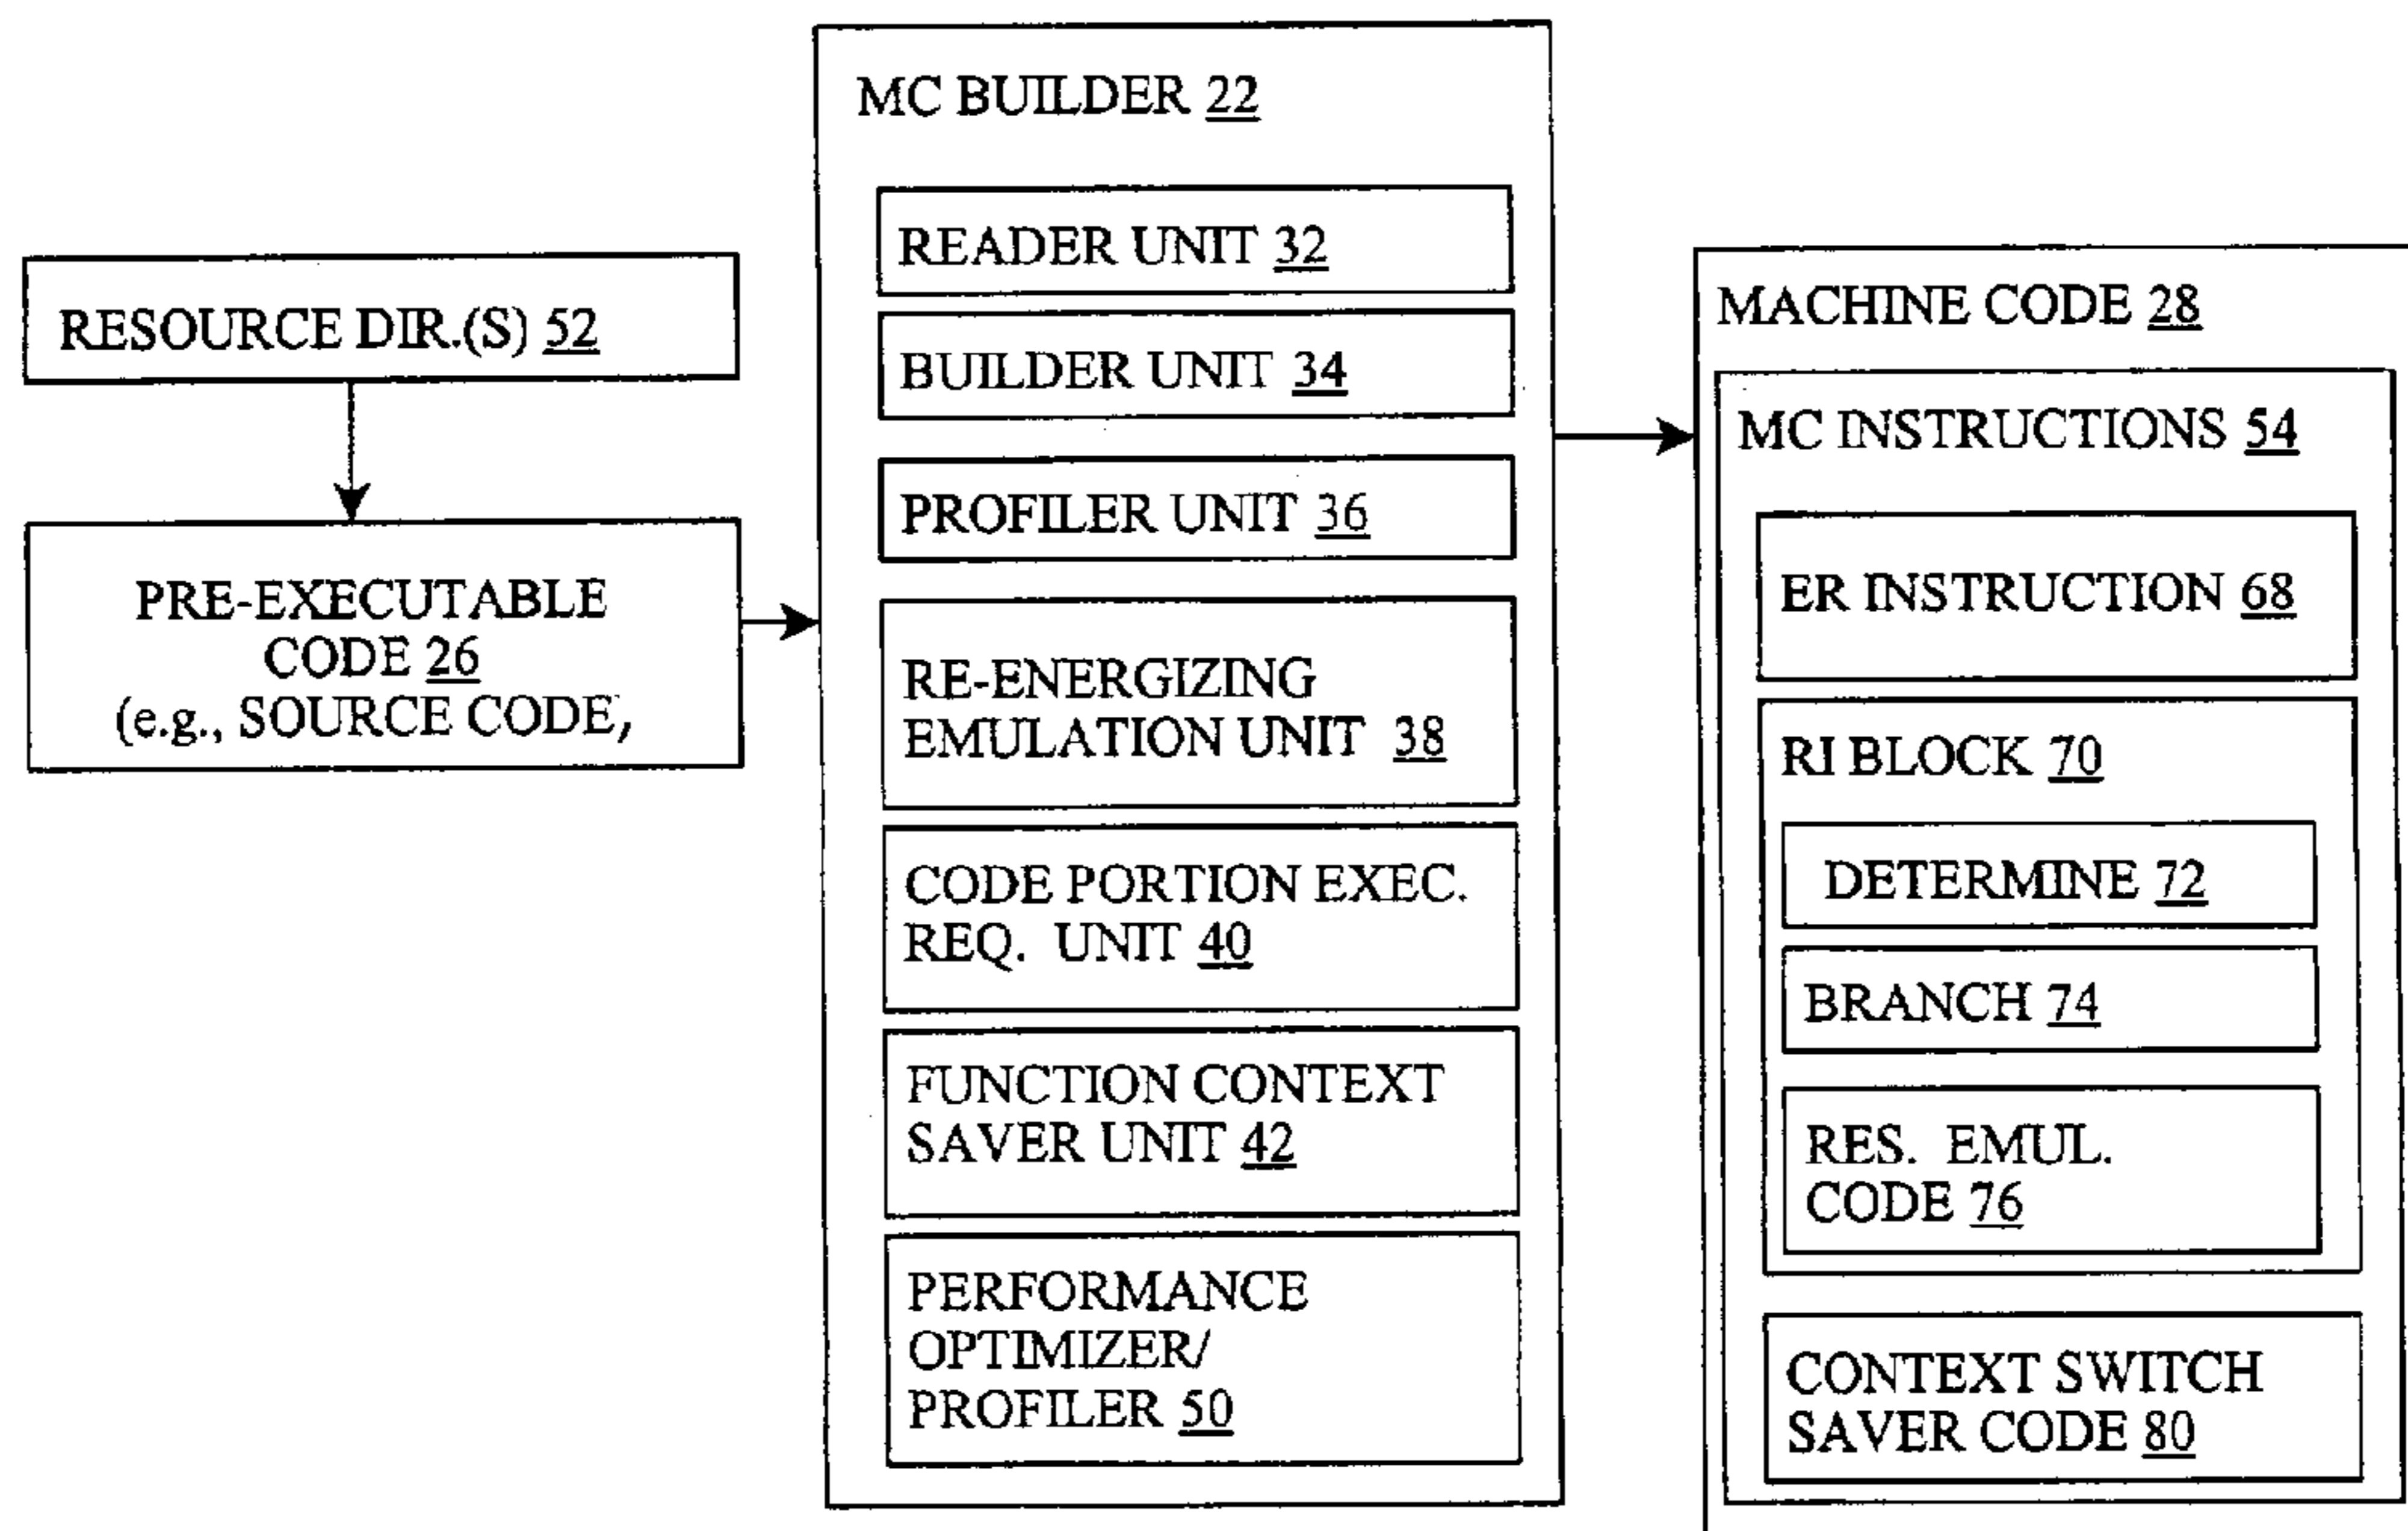 RESOURCE DIR.(S) 52
PRE-EXECUTABLE
CODE 26
(e.g., SOURCE CODE,
MC BUILDER 22
READER UNIT 32
BUILDER UNIT 34
PROFILER UNIT 36
RE-ENERGIZING
EMULATION UNIT 38
CODE PORTION EXEC.
REQ. UNIT 40
FUNCTION CONTEXT
SAVER UNIT 42
PERFORMANCE
OPTIMIZER/
PROFILER 50
MACHINE CODE 28
MC INSTRUCTIONS 54
ER INSTRUCTION 68
RI BLOCK 70
DETERMINE 72
BRANCH 74
RES. EMUL.
CODE 76
CONTEXT SWITCH
SAVER CODE 80